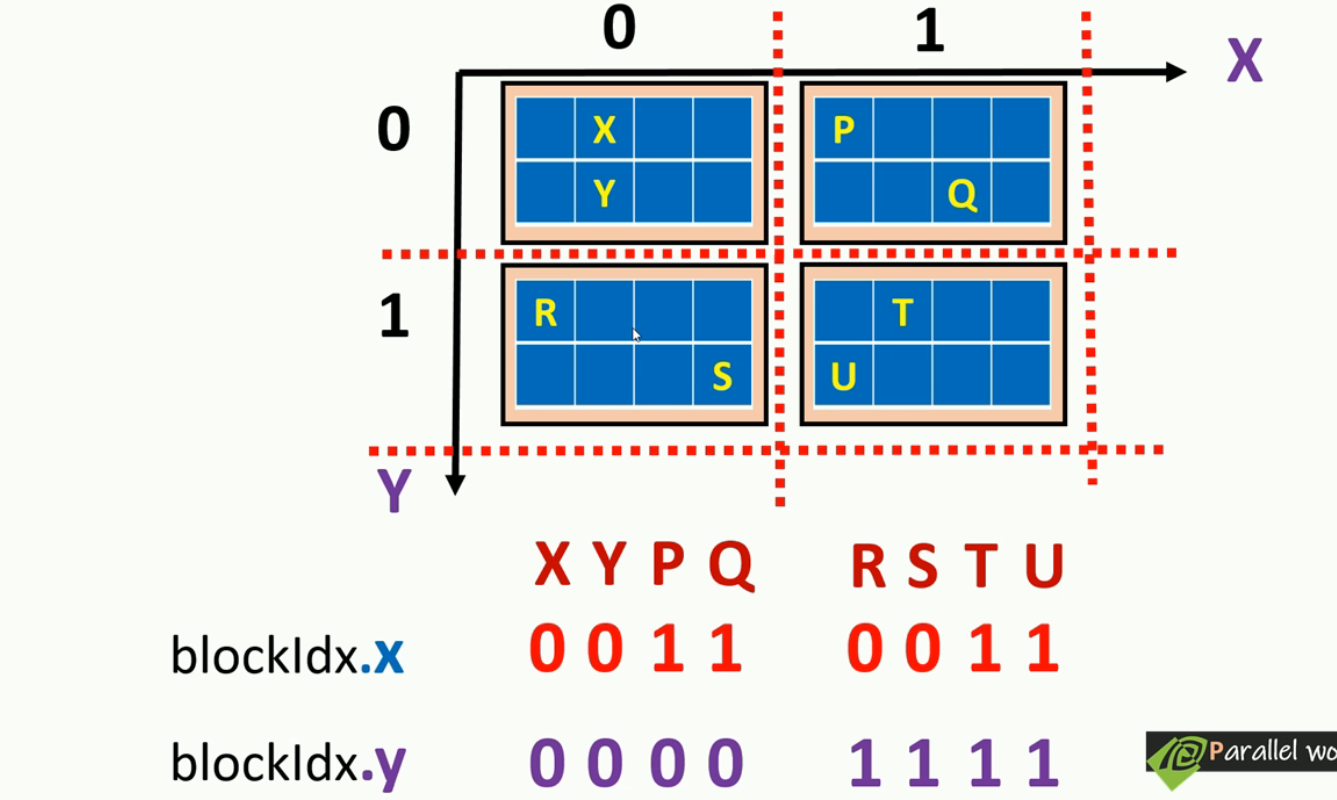 0 1
X
0
X P
Y Q
1
R T
S U
Y
X Y P Q R S T U
blockIdx.x 0 0 1 1 0 0 1 1
blockIdx.y 0 0 0 0 1 1 1 1
Parallel wo